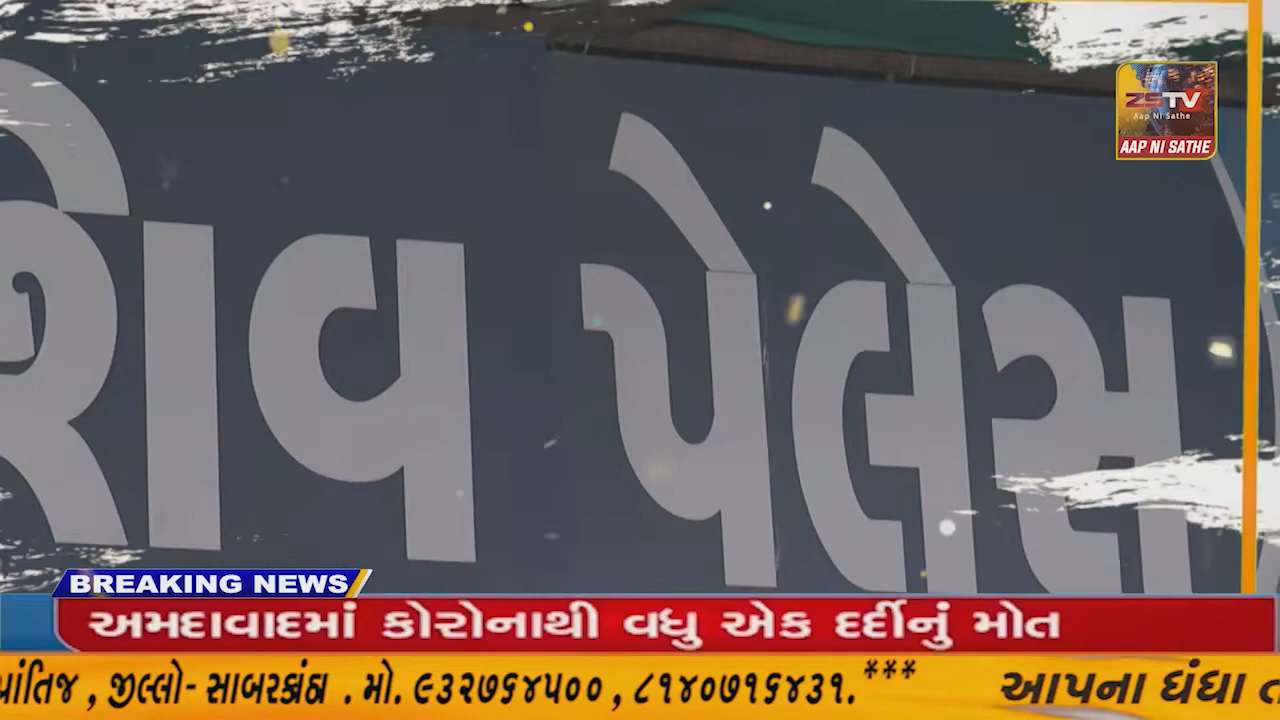 ZSTV
Aap Ni Sathe
AAP NI SATHE
શિવ પેલેસ
BREAKING NEWS
અમદાવાદમાં કોરોનાથી વધુ એક દર્દીનું મોત
પ્રાંતિજ , જીલ્લો- સાબરકાંઠા . મો. ૯૩૨૭૬૪૫૦૦ , ૮૧૪૦૭૧૬૪૩૧.*** આપના ધંધા